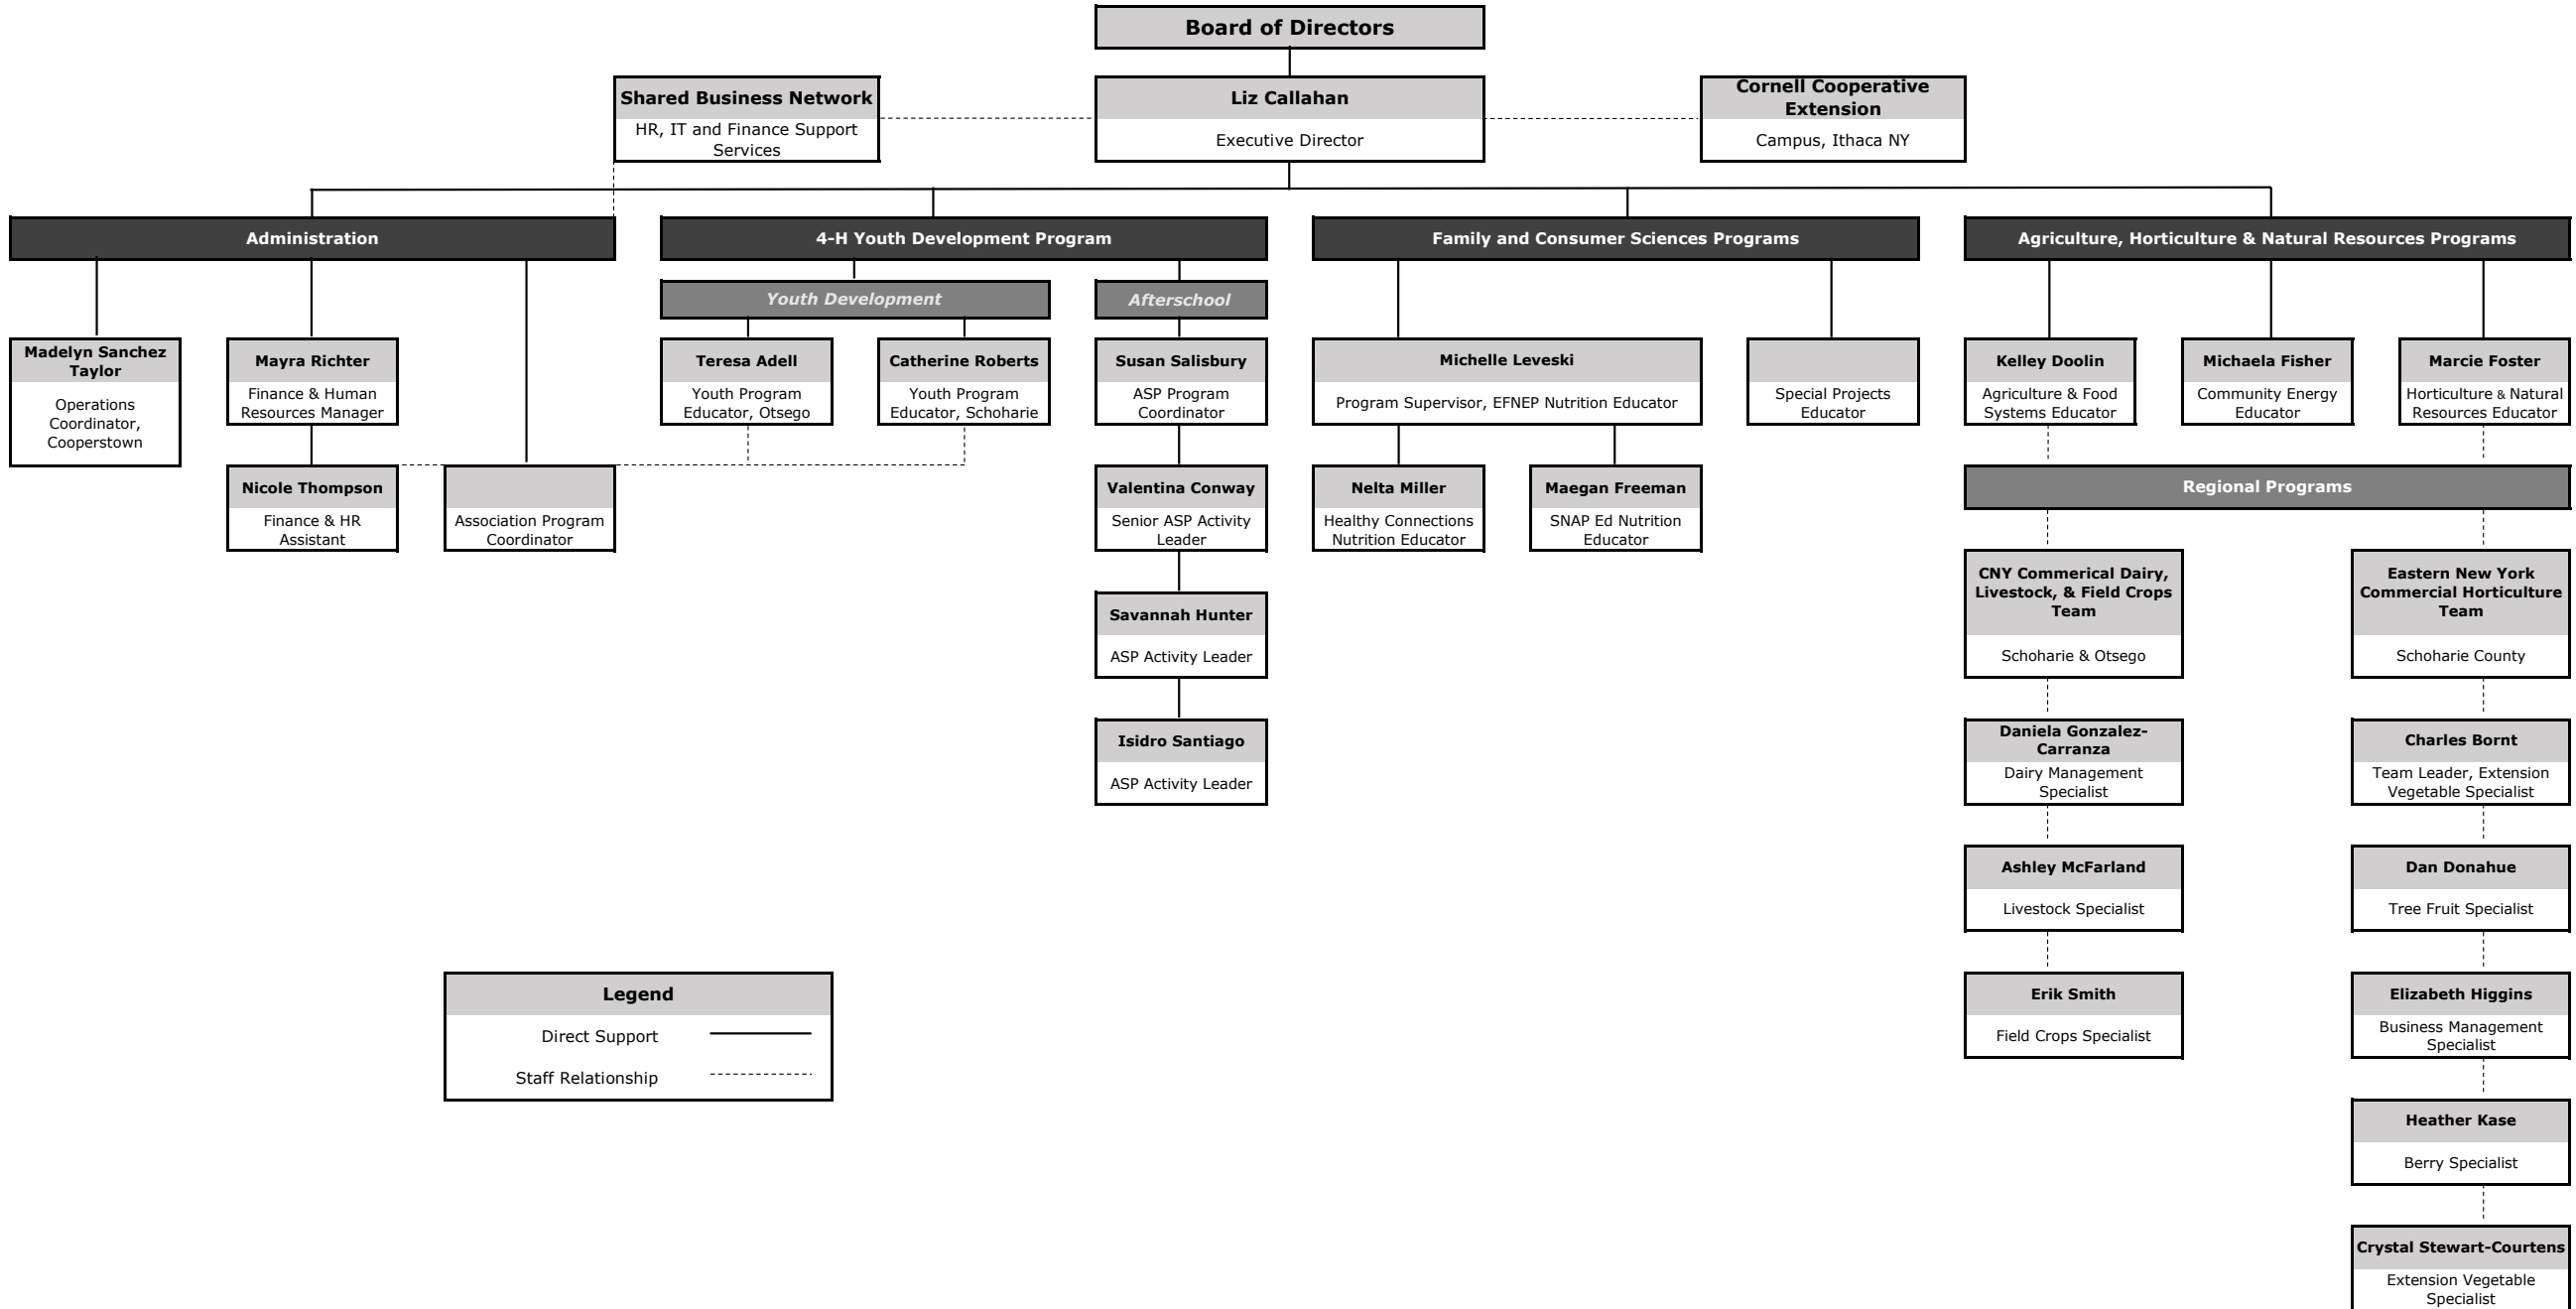 Board of Directors
Shared Business Network
HR, IT and Finance Support
Services
Liz Callahan
Executive Director
Cornell Cooperative
Extension
Campus, Ithaca NY
Administration
4-H Youth Development Program
Family and Consumer Sciences Programs
Agriculture, Horticulture & Natural Resources Programs
Youth Development
Afterschool
Madelyn Sanchez
Taylor
Operations
Coordinator,
Cooperstown
Mayra Richter
Finance & Human
Resources Manager
Teresa Adell
Youth Program
Educator, Otsego
Catherine Roberts
Youth Program
Educator, Schoharie
Susan Salisbury
ASP Program
Coordinator
Michelle Leveski
Program Supervisor, EFNEP Nutrition Educator
Special Projects
Educator
Kelley Doolin
Agriculture & Food
Systems Educator
Michaela Fisher
Community Energy
Educator
Marcie Foster
Horticulture & Natural
Resources Educator
Nicole Thompson
Finance & HR
Assistant
Association Program
Coordinator
Valentina Conway
Senior ASP Activity
Leader
Nelta Miller
Healthy Connections
Nutrition Educator
Maegan Freeman
SNAP Ed Nutrition
Educator
Regional Programs
Savannah Hunter
ASP Activity Leader
Isidro Santiago
ASP Activity Leader
CNY Commerical Dairy,
Livestock, & Field Crops
Team
Schoharie & Otsego
Eastern New York
Commercial Horticulture
Team
Schoharie County
Daniela Gonzalez-
Carranza
Dairy Management
Specialist
Charles Bornt
Team Leader, Extension
Vegetable Specialist
Ashley McFarland
Livestock Specialist
Dan Donahue
Tree Fruit Specialist
Erik Smith
Field Crops Specialist
Elizabeth Higgins
Business Management
Specialist
Heather Kase
Berry Specialist
Crystal Stewart-Courtens
Extension Vegetable
Specialist
Legend
Direct Support
Staff Relationship